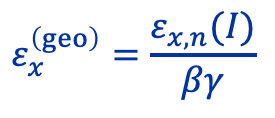 ε_x^(geo) = ε_{x,n}(I) / βγ